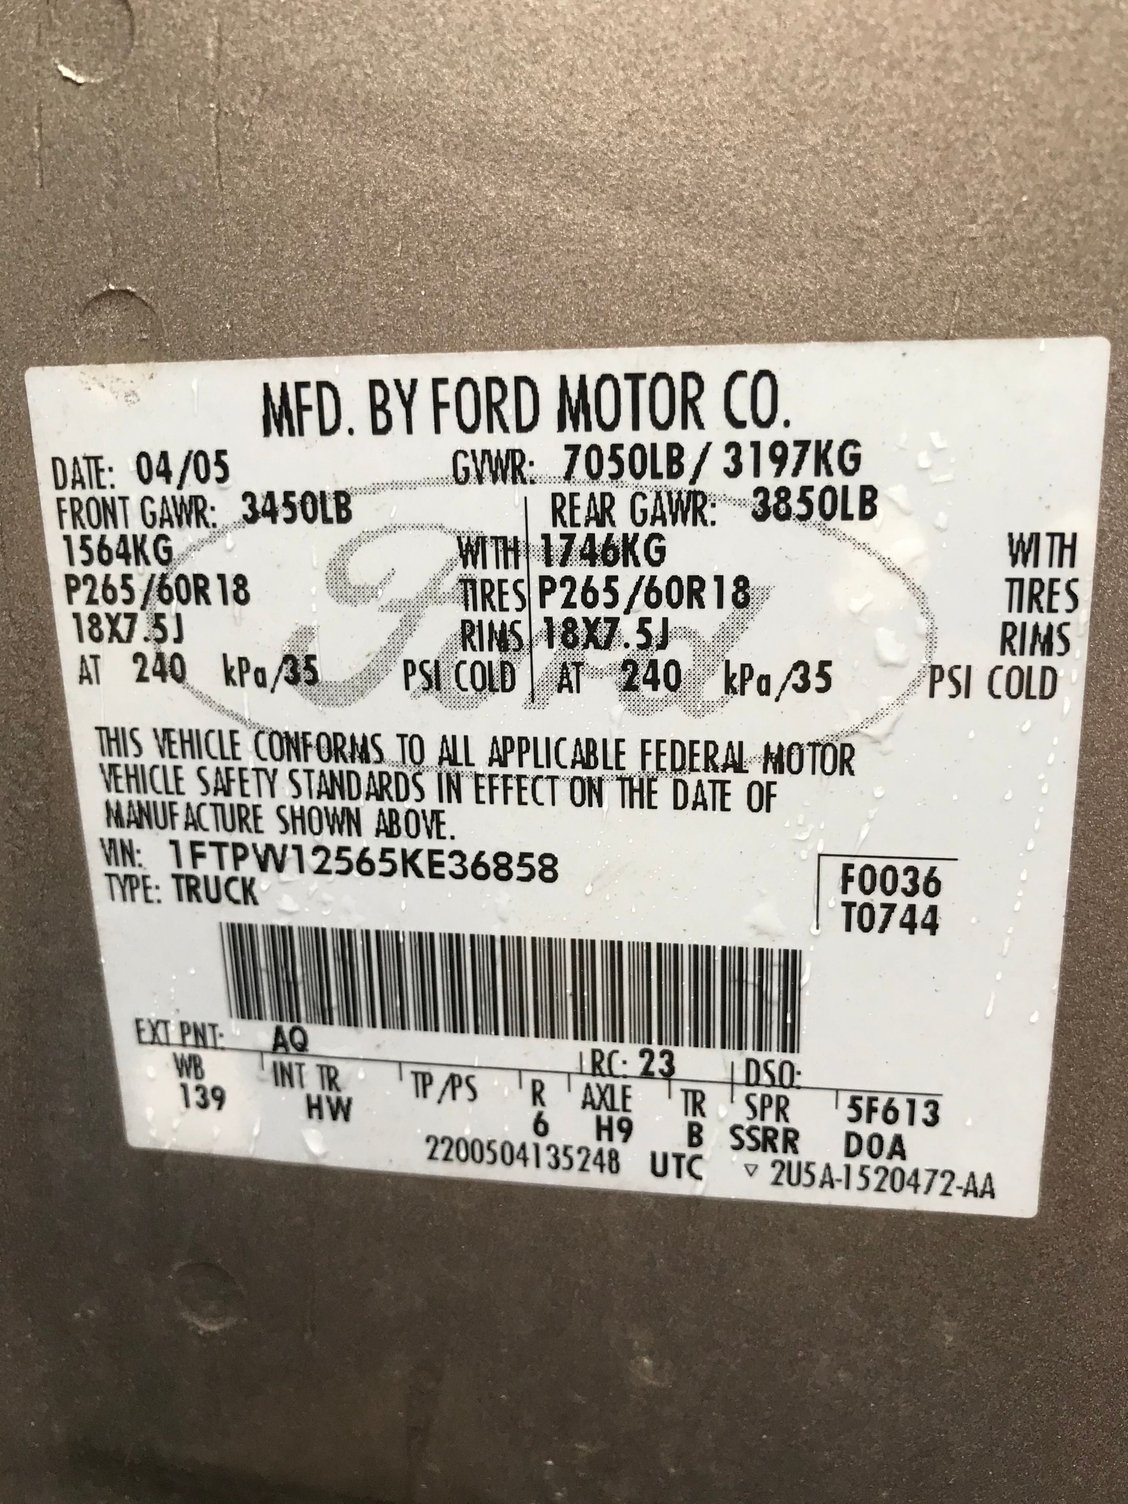 MFD. BY FORD MOTOR CO.
DATE: 04/05 GVWR: 7050LB/ 3197KG
FRONT GAWR: 3450LB REAR GAWR: 3850LB
1564KG WITH 1746KG WITH
P265/60R18 TIRES P265/60R18 TIRES
18X7.5J RIMS 18X7.5J RIMS
AT 240 kPa/35 PSI COLD AT 240 kPa/35 PSI COLD
Ford
THIS VEHICLE CONFORMS TO ALL APPLICABLE FEDERAL MOTOR
VEHICLE SAFETY STANDARDS IN EFFECT ON THE DATE OF
MANUFACTURE SHOWN ABOVE.
VIN: 1FTPW12565KE36858
TYPE: TRUCK
F0036
T0744
EXT PNT: AQ RC: 23 DSO:
WB INT TR TP/PS R AXLE TR SPR 5F613
139 HW 6 H9 B SSRR DOA
2200504135248 UTC ▽ 2U5A-1520472-AA